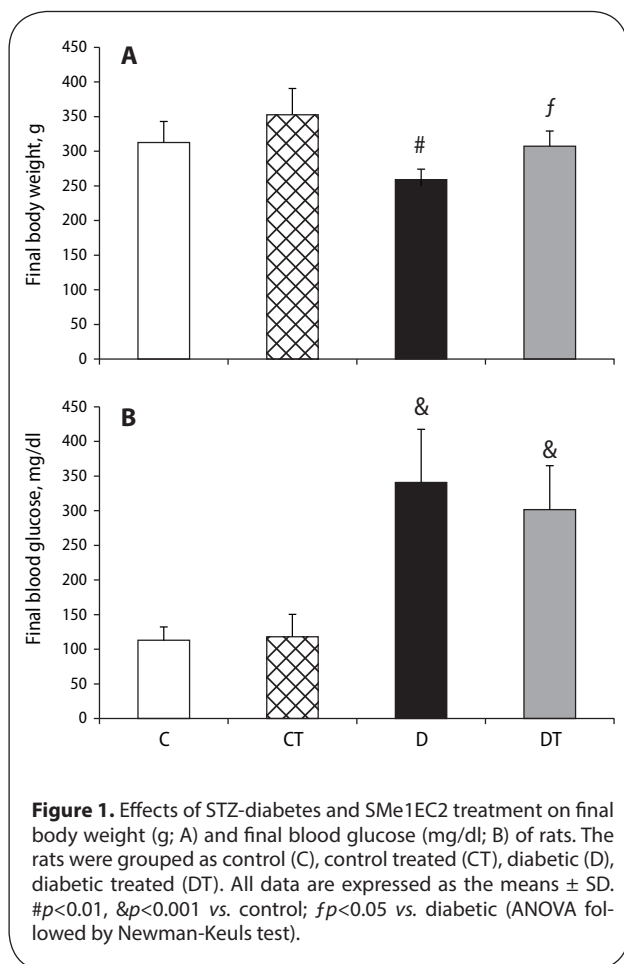 A
450
400
350
300
250
200
150
100
50
0
Final body weight, g
#
ƒ
B
450
400
350
300
250
200
150
100
50
0
Final blood glucose, mg/dl
&
&
C CT D DT
Figure 1. Effects of STZ-diabetes and SMe1EC2 treatment on final
body weight (g; A) and final blood glucose (mg/dl; B) of rats. The
rats were grouped as control (C), control treated (CT), diabetic (D),
diabetic treated (DT). All data are expressed as the means ± SD.
#p<0.01, &p<0.001 vs. control; ƒp<0.05 vs. diabetic (ANOVA fol-
lowed by Newman-Keuls test).